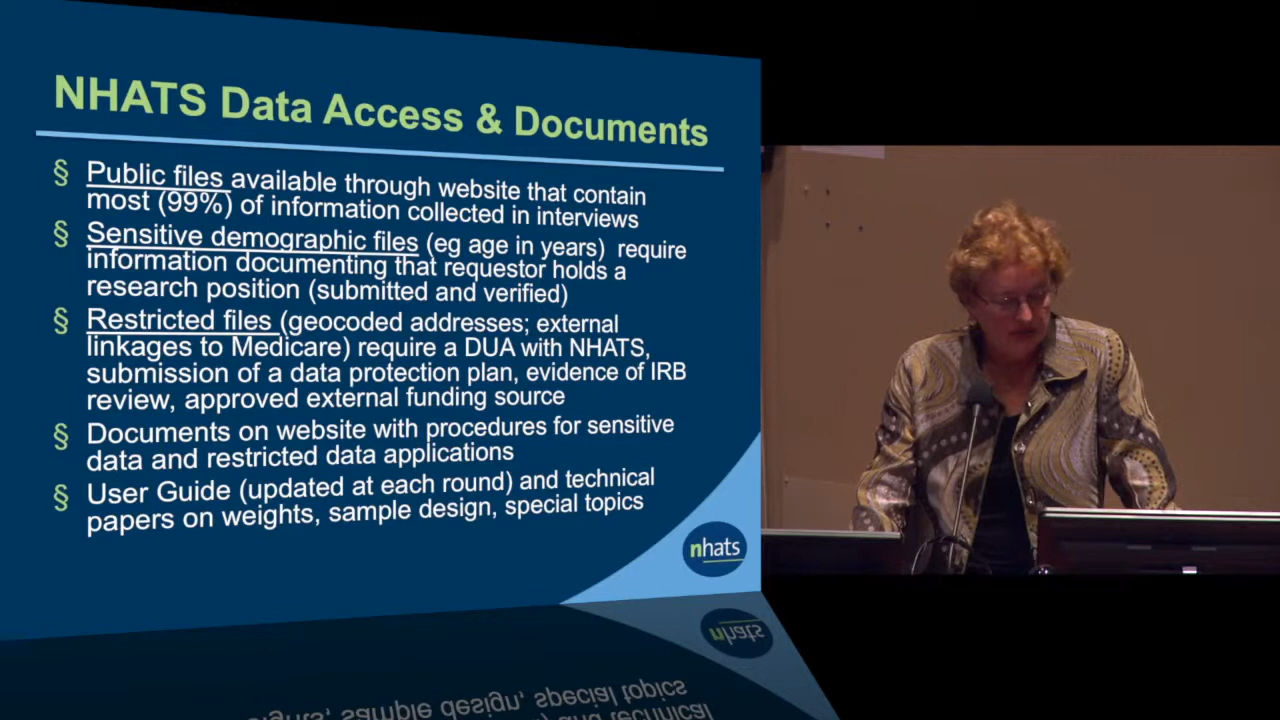 NHATS Data Access & Documents
§ Public files available through website that contain
most (99%) of information collected in interviews
§ Sensitive demographic files (eg age in years) require
information documenting that requestor holds a
research position (submitted and verified)
§ Restricted files (geocoded addresses; external
linkages to Medicare) require a DUA with NHATS,
submission of a data protection plan, evidence of IRB
review, approved external funding source
§ Documents on website with procedures for sensitive
data and restricted data applications
§ User Guide (updated at each round) and technical
papers on weights, sample design, special topics
nhats